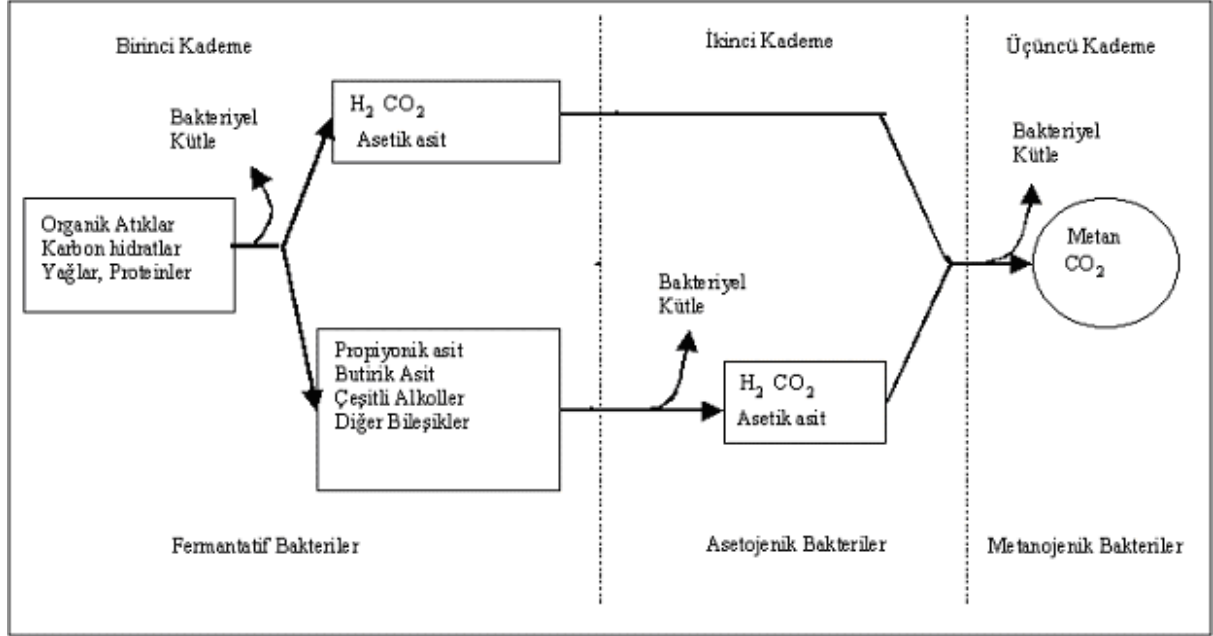 Birinci Kademe
İkinci Kademe
Üçüncü Kademe
Bakteriyel
Kütle
H2 CO2
Asetik asit
Bakteriyel
Kütle
Organik Atıklar
Karbon hidratlar
Yağlar, Proteinler
Metan
CO2
Bakteriyel
Kütle
Propiyonik asit
Butirik Asit
Çeşitli Alkoller
Diğer Bileşikler
H2 CO2
Asetik asit
Fermantatif Bakteriler
Asetojenik Bakteriler
Metanojenik Bakteriler